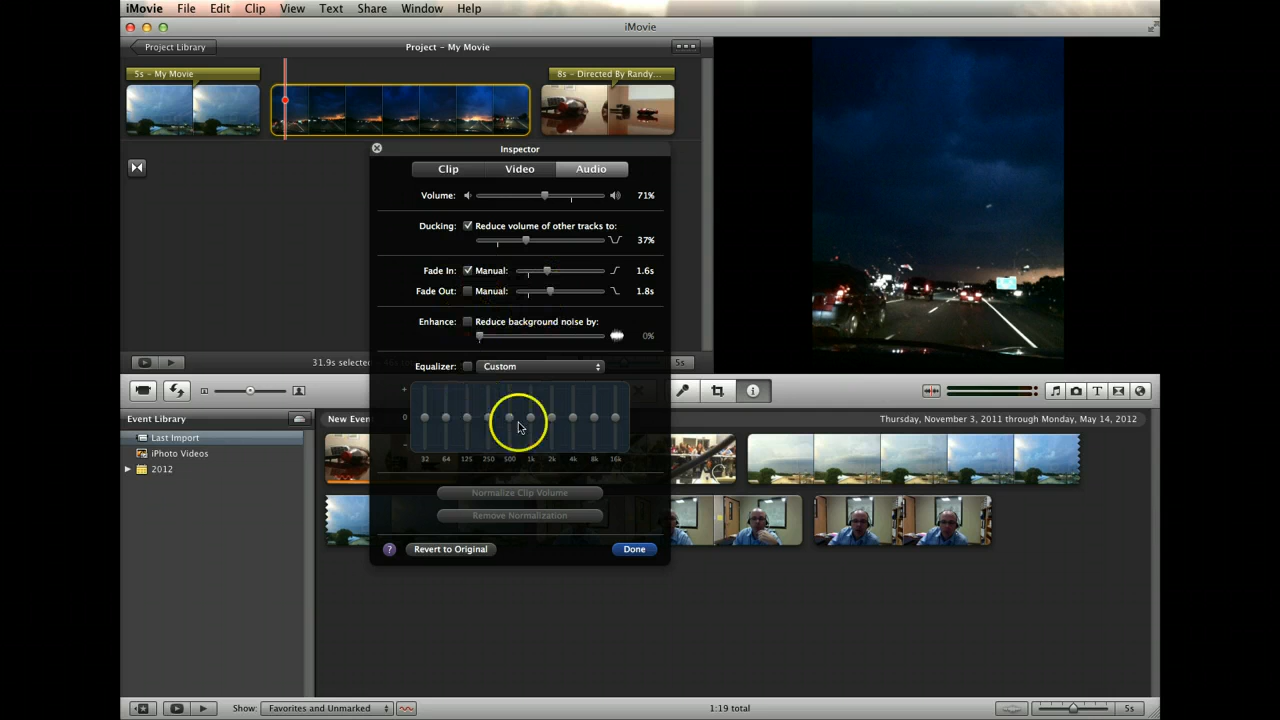 iMovie File Edit Clip View Text Share Window Help
iMovie
Project Library
Project - My Movie
5s - My Movie
8s - Directed By Randy...
Inspector
Clip Video Audio
Volume: 71%
Ducking: Reduce volume of other tracks to:
37%
Fade In: Manual: 1.6s
Fade Out: Manual: 1.8s
Enhance: Reduce background noise by:
0%
31.9s selected
5s
Equalizer: Custom
+
0
-
32 64 125 250 500 1k 2k 4k 8k 16k
Normalize Clip Volume
Remove Normalization
? Revert to Original Done
Event Library
New Even
Thursday, November 3, 2011 through Monday, May 14, 2012
Last Import
iPhoto Videos
2012
Show: Favorites and Unmarked
1:19 total
5s